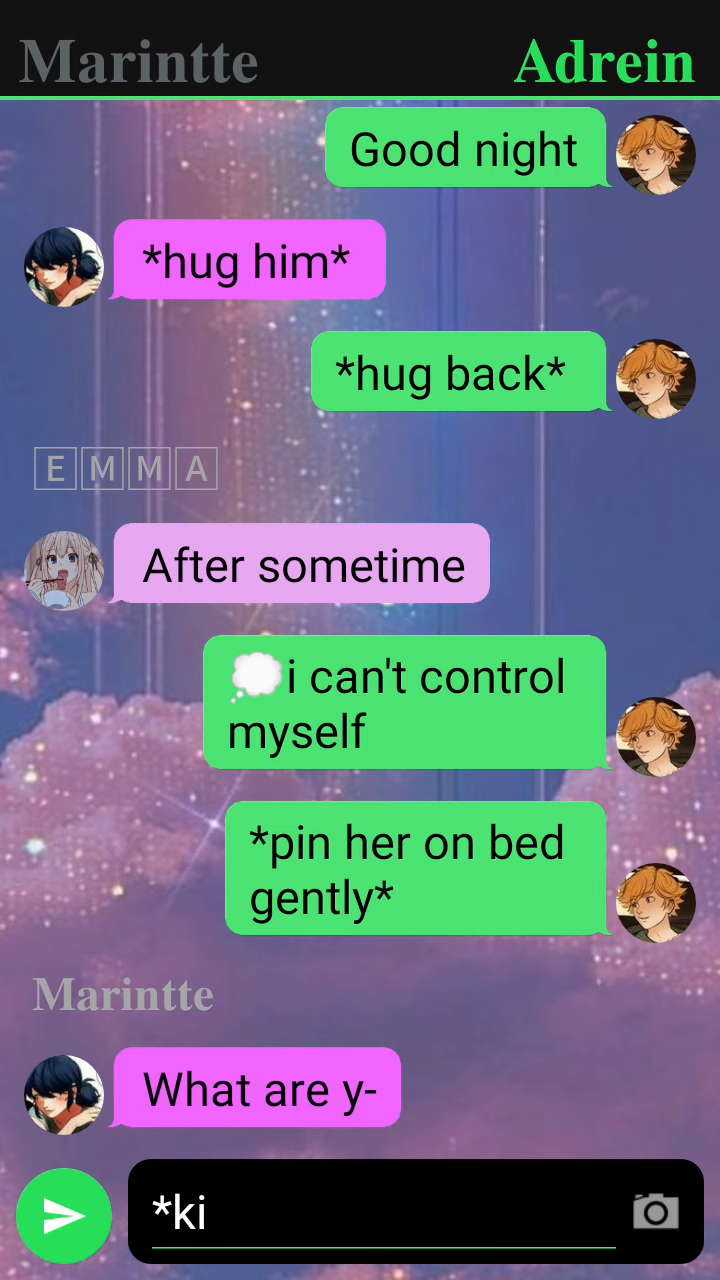 Marintte Adrein
Good night
*hug him*
*hug back*
🄴🄼🄼🄰
After sometime
💭i can't control
myself
*pin her on bed
gently*
Marintte
What are y-
*ki